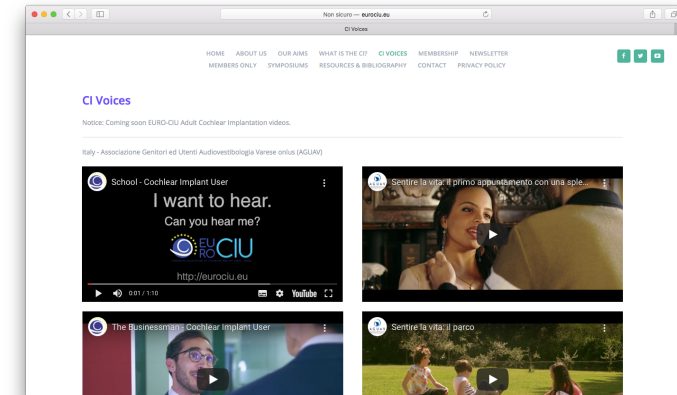 Non sicuro — eurociu.eu
CI Voices
HOME ABOUT US OUR AIMS WHAT IS THE CI? CI VOICES MEMBERSHIP NEWSLETTER
MEMBERS ONLY SYMPOSIUMS RESOURCES & BIBLIOGRAPHY CONTACT PRIVACY POLICY
CI Voices
Notice: Coming soon EURO-CIU Adult Cochlear Implantation videos.
Italy - Associazione Genitori ed Utenti Audiovestibologia Varese onlus (AGUAV)
School - Cochlear Implant User
I want to hear.
Can you hear me?
EURO CIU
http://eurociu.eu
0:01 / 1:10 YouTube
AGUAV Sentire la vita: il primo appuntamento con una sple...
The Businessman - Cochlear Implant User
AGUAV Sentire la vita: il parco